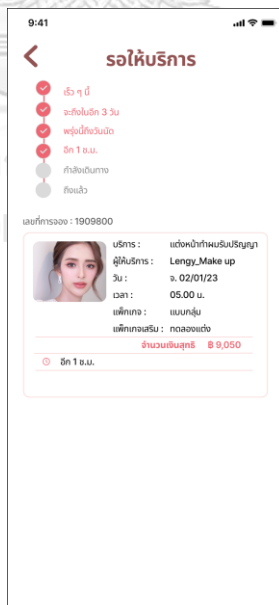 9:41
รอให้บริการ
เร็ว ๆ นี้
จะถึงในอีก 3 วัน
พรุ่งนี้ถึงวันนัด
อีก 1 ช.ม.
กำลังเดินทาง
ถึงแล้ว
เลขที่การจอง : 1909800
บริการ : แต่งหน้าทำผมรับปริญญา
ผู้ให้บริการ : Lengy_Make up
วัน : จ. 02/01/23
เวลา : 05.00 น.
แพ็กเกจ : แบบกลุ่ม
แพ็กเกจเสริม : ทดลองแต่ง
จำนวนเงินสุทธิ ฿ 9,050
อีก 1 ช.ม.